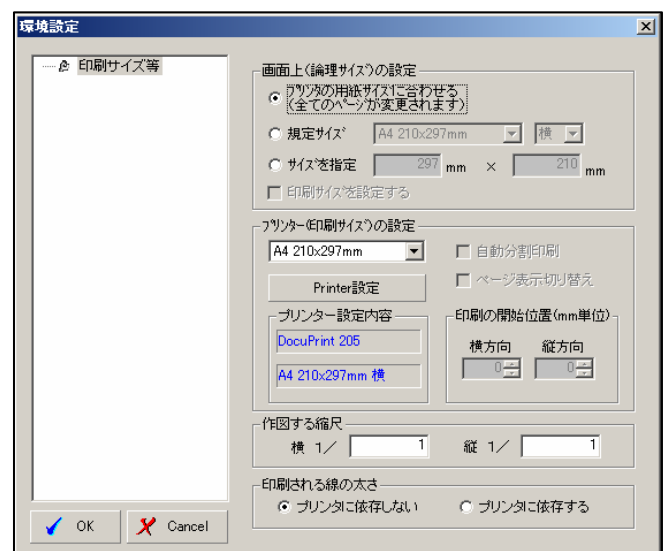 環境設定
印刷サイズ等
画面上(論理ｻｲｽﾞ)の設定
ﾌﾟﾘﾝﾀの用紙ｻｲｽﾞに合わせる
(全てのﾍﾟｰｼﾞが変更されます)
規定ｻｲｽﾞ A4 210x297mm 横
ｻｲｽﾞを指定 297 mm × 210 mm
印刷ｻｲｽﾞを設定する
ﾌﾟﾘﾝﾀｰ(印刷ｻｲｽﾞ)の設定
A4 210x297mm 自動分割印刷
Printer設定 ページ表示切り替え
プリンター設定内容 印刷の開始位置(mm単位)
DocuPrint 205 横方向 縦方向
A4 210x297mm 横 0 0
作図する縮尺
横 1／ 1 縦 1／ 1
印刷される線の太さ
プリンタに依存しない プリンタに依存する
OK Cancel